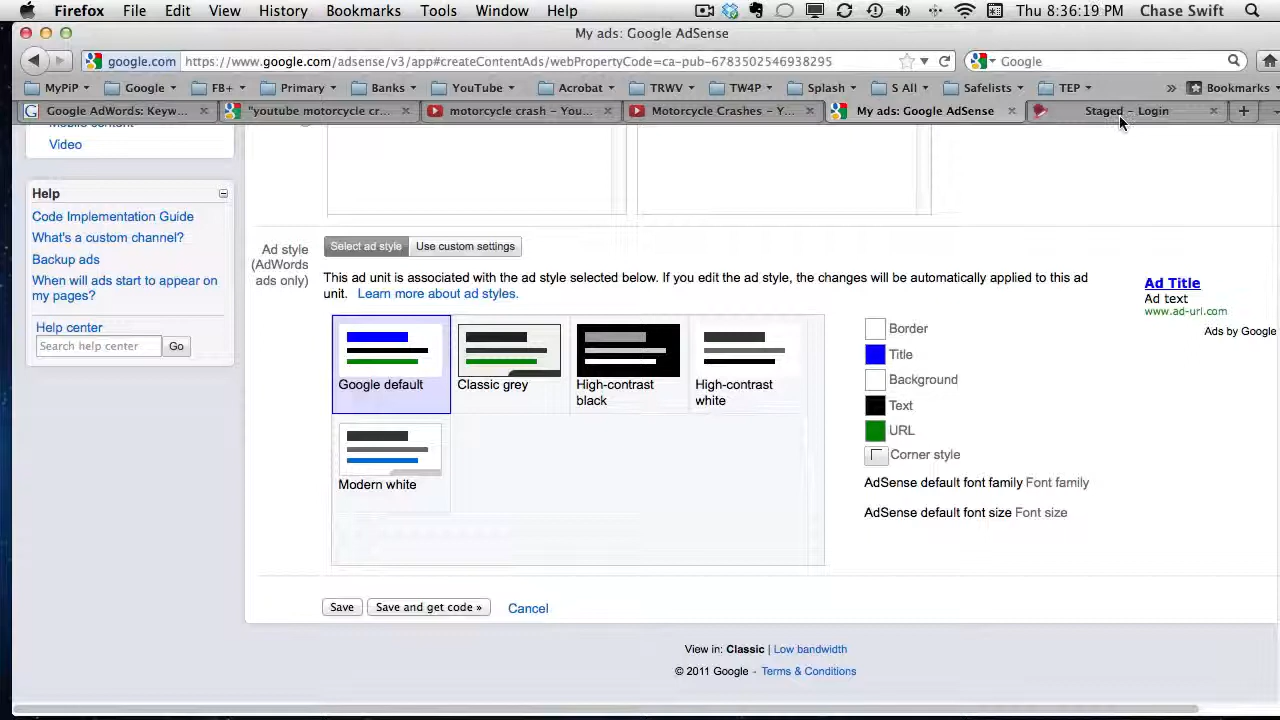 Firefox File Edit View History Bookmarks Tools Window Help Thu 8:36:19 PM Chase Swift
My ads: Google AdSense
google.com https://www.google.com/adsense/v3/app#createContentAds/webPropertyCode=ca-pub-6783502546938295 Google
MyPiP Google FB+ Primary Banks YouTube Acrobat TRWV TW4P Splash S All Safelists TEP » Bookmarks
Google AdWords: Keyw... "youtube motorcycle cr... motorcycle crash – You... Motorcycle Crashes – Y... My ads: Google AdSense Staged – Login
Video
Help
Code Implementation Guide
What's a custom channel?
Backup ads
When will ads start to appear on
my pages?
Help center
Search help center Go
Ad style
(AdWords
ads only)
Select ad style Use custom settings
This ad unit is associated with the ad style selected below. If you edit the ad style, the changes will be automatically applied to this ad
unit. Learn more about ad styles.
Google default
Classic grey
High-contrast
black
High-contrast
white
Modern white
Border
Title
Background
Text
URL
Corner style
AdSense default font family Font family
AdSense default font size Font size
Ad Title
Ad text
www.ad-url.com
Ads by Google
Save Save and get code » Cancel
View in: Classic | Low bandwidth
© 2011 Google - Terms & Conditions